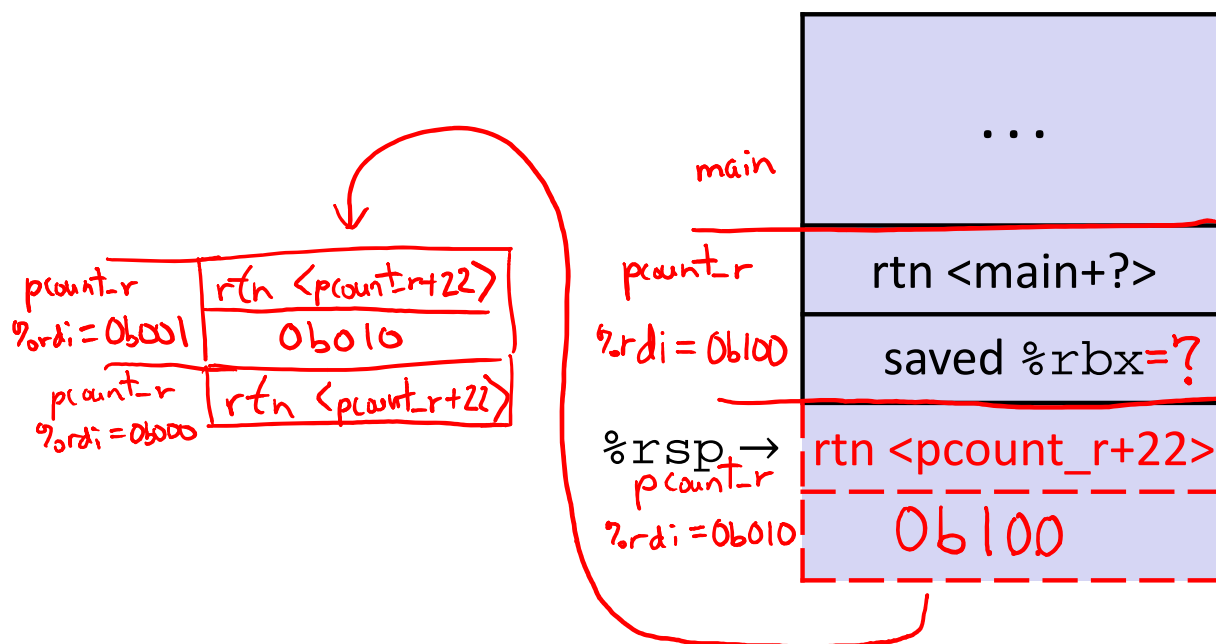 ...
main
rtn <main+?>
pcount_r
%rdi = 0b100
saved %rbx=?
%rsp → rtn <pcount_r+22>
pcount_r
%rdi = 0b010
0b100
pcount_r
%rdi = 0b001
rtn <pcount_r+22>
0b010
pcount_r
%rdi = 0b000
rtn <pcount_r+22>